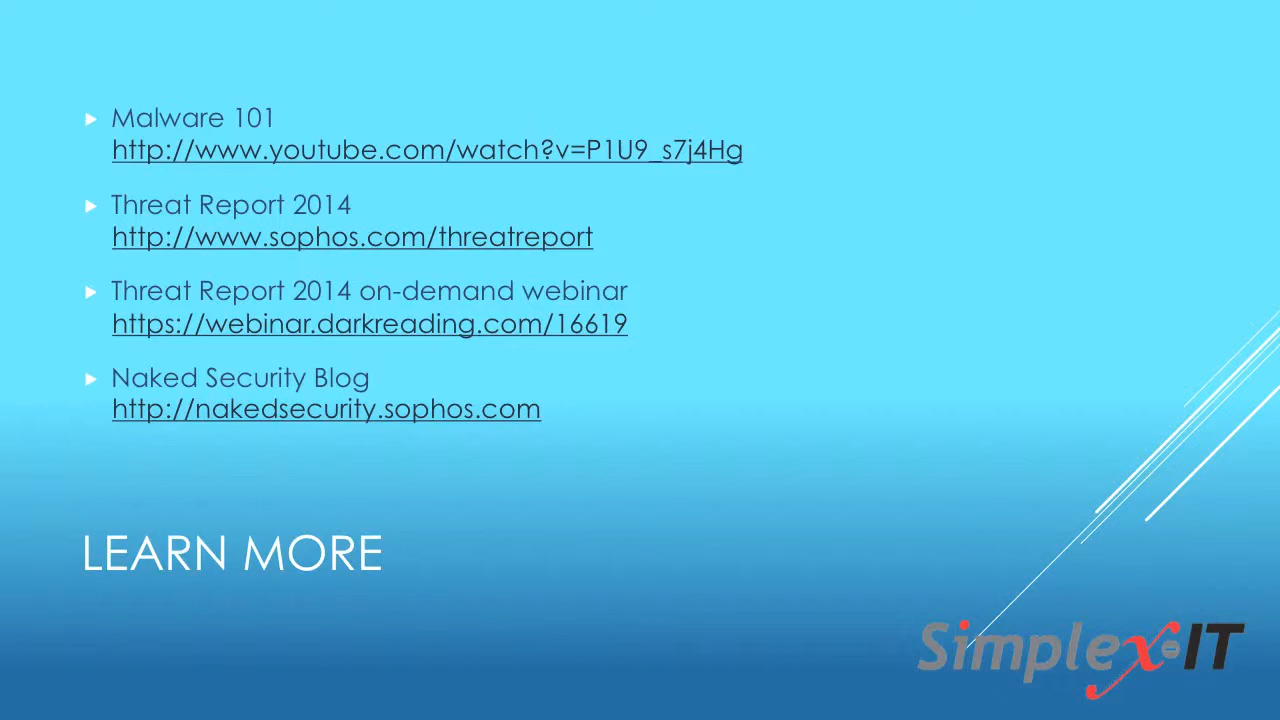 Malware 101
http://www.youtube.com/watch?v=P1U9_s7j4Hg
Threat Report 2014
http://www.sophos.com/threatreport
Threat Report 2014 on-demand webinar
https://webinar.darkreading.com/16619
Naked Security Blog
http://nakedsecurity.sophos.com
LEARN MORE
Simplex-IT